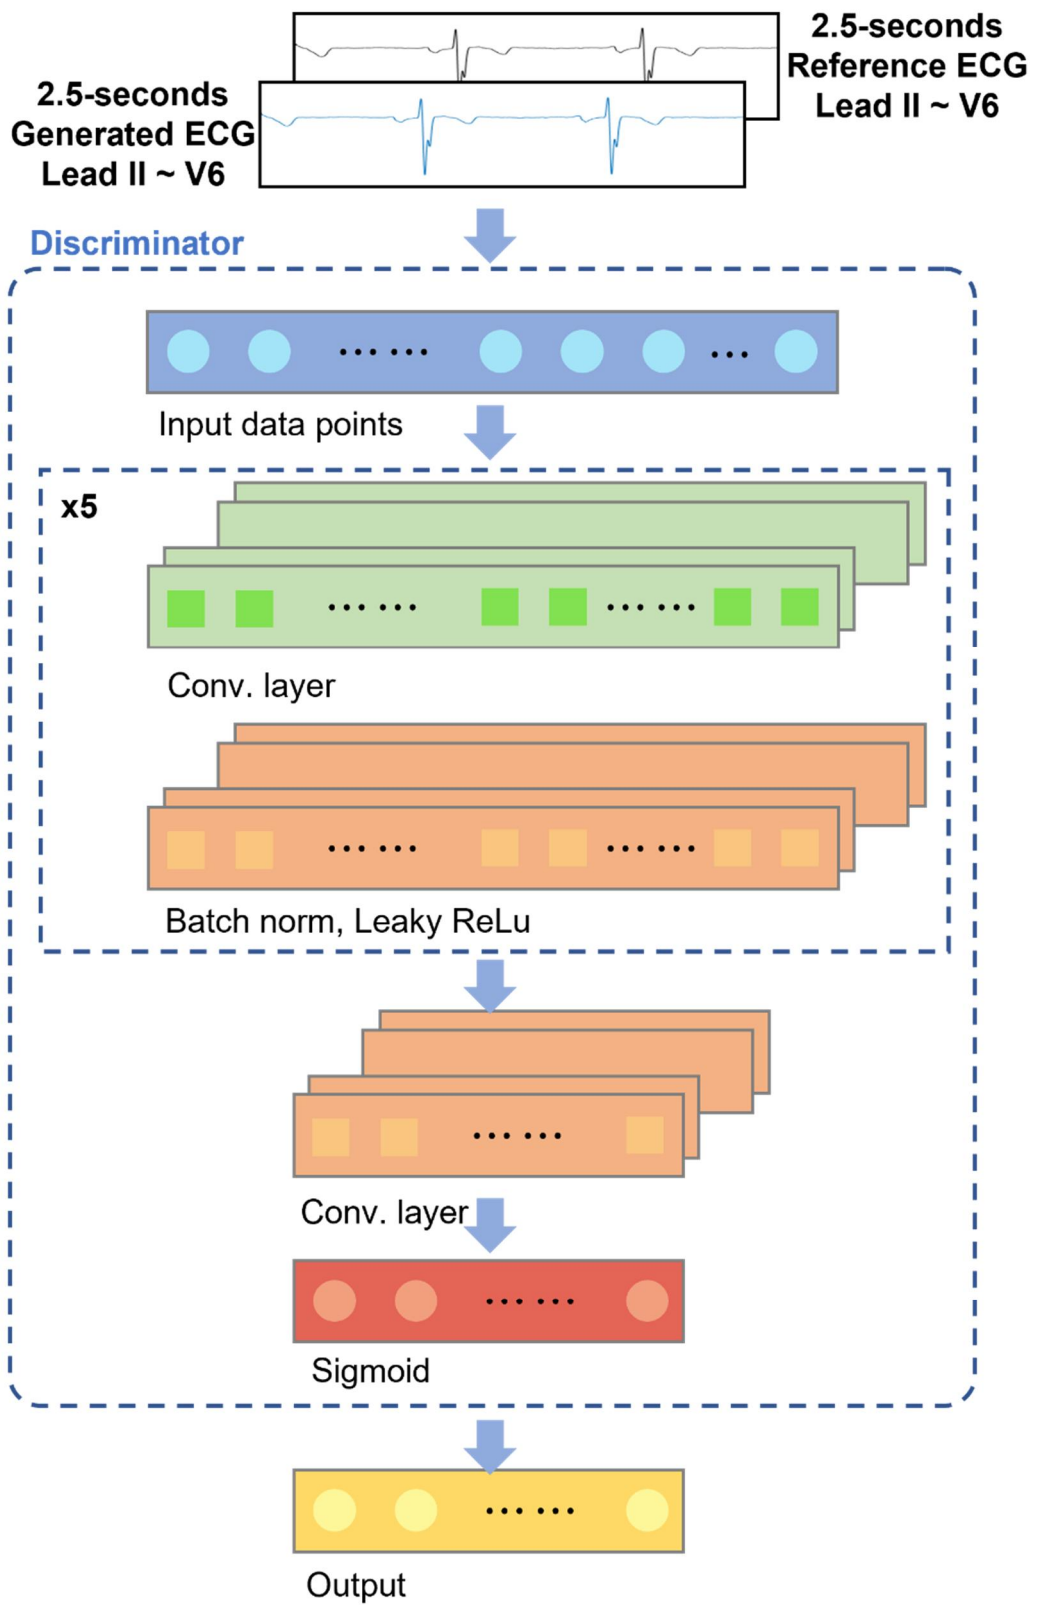 2.5-seconds
Reference ECG
Lead II ~ V6
2.5-seconds
Generated ECG
Lead II ~ V6
Discriminator
... ... ...
Input data points
x5
... ... ... ...
Conv. layer
... ... ... ...
Batch norm, Leaky ReLu
... ...
Conv. layer
... ...
Sigmoid
... ...
Output